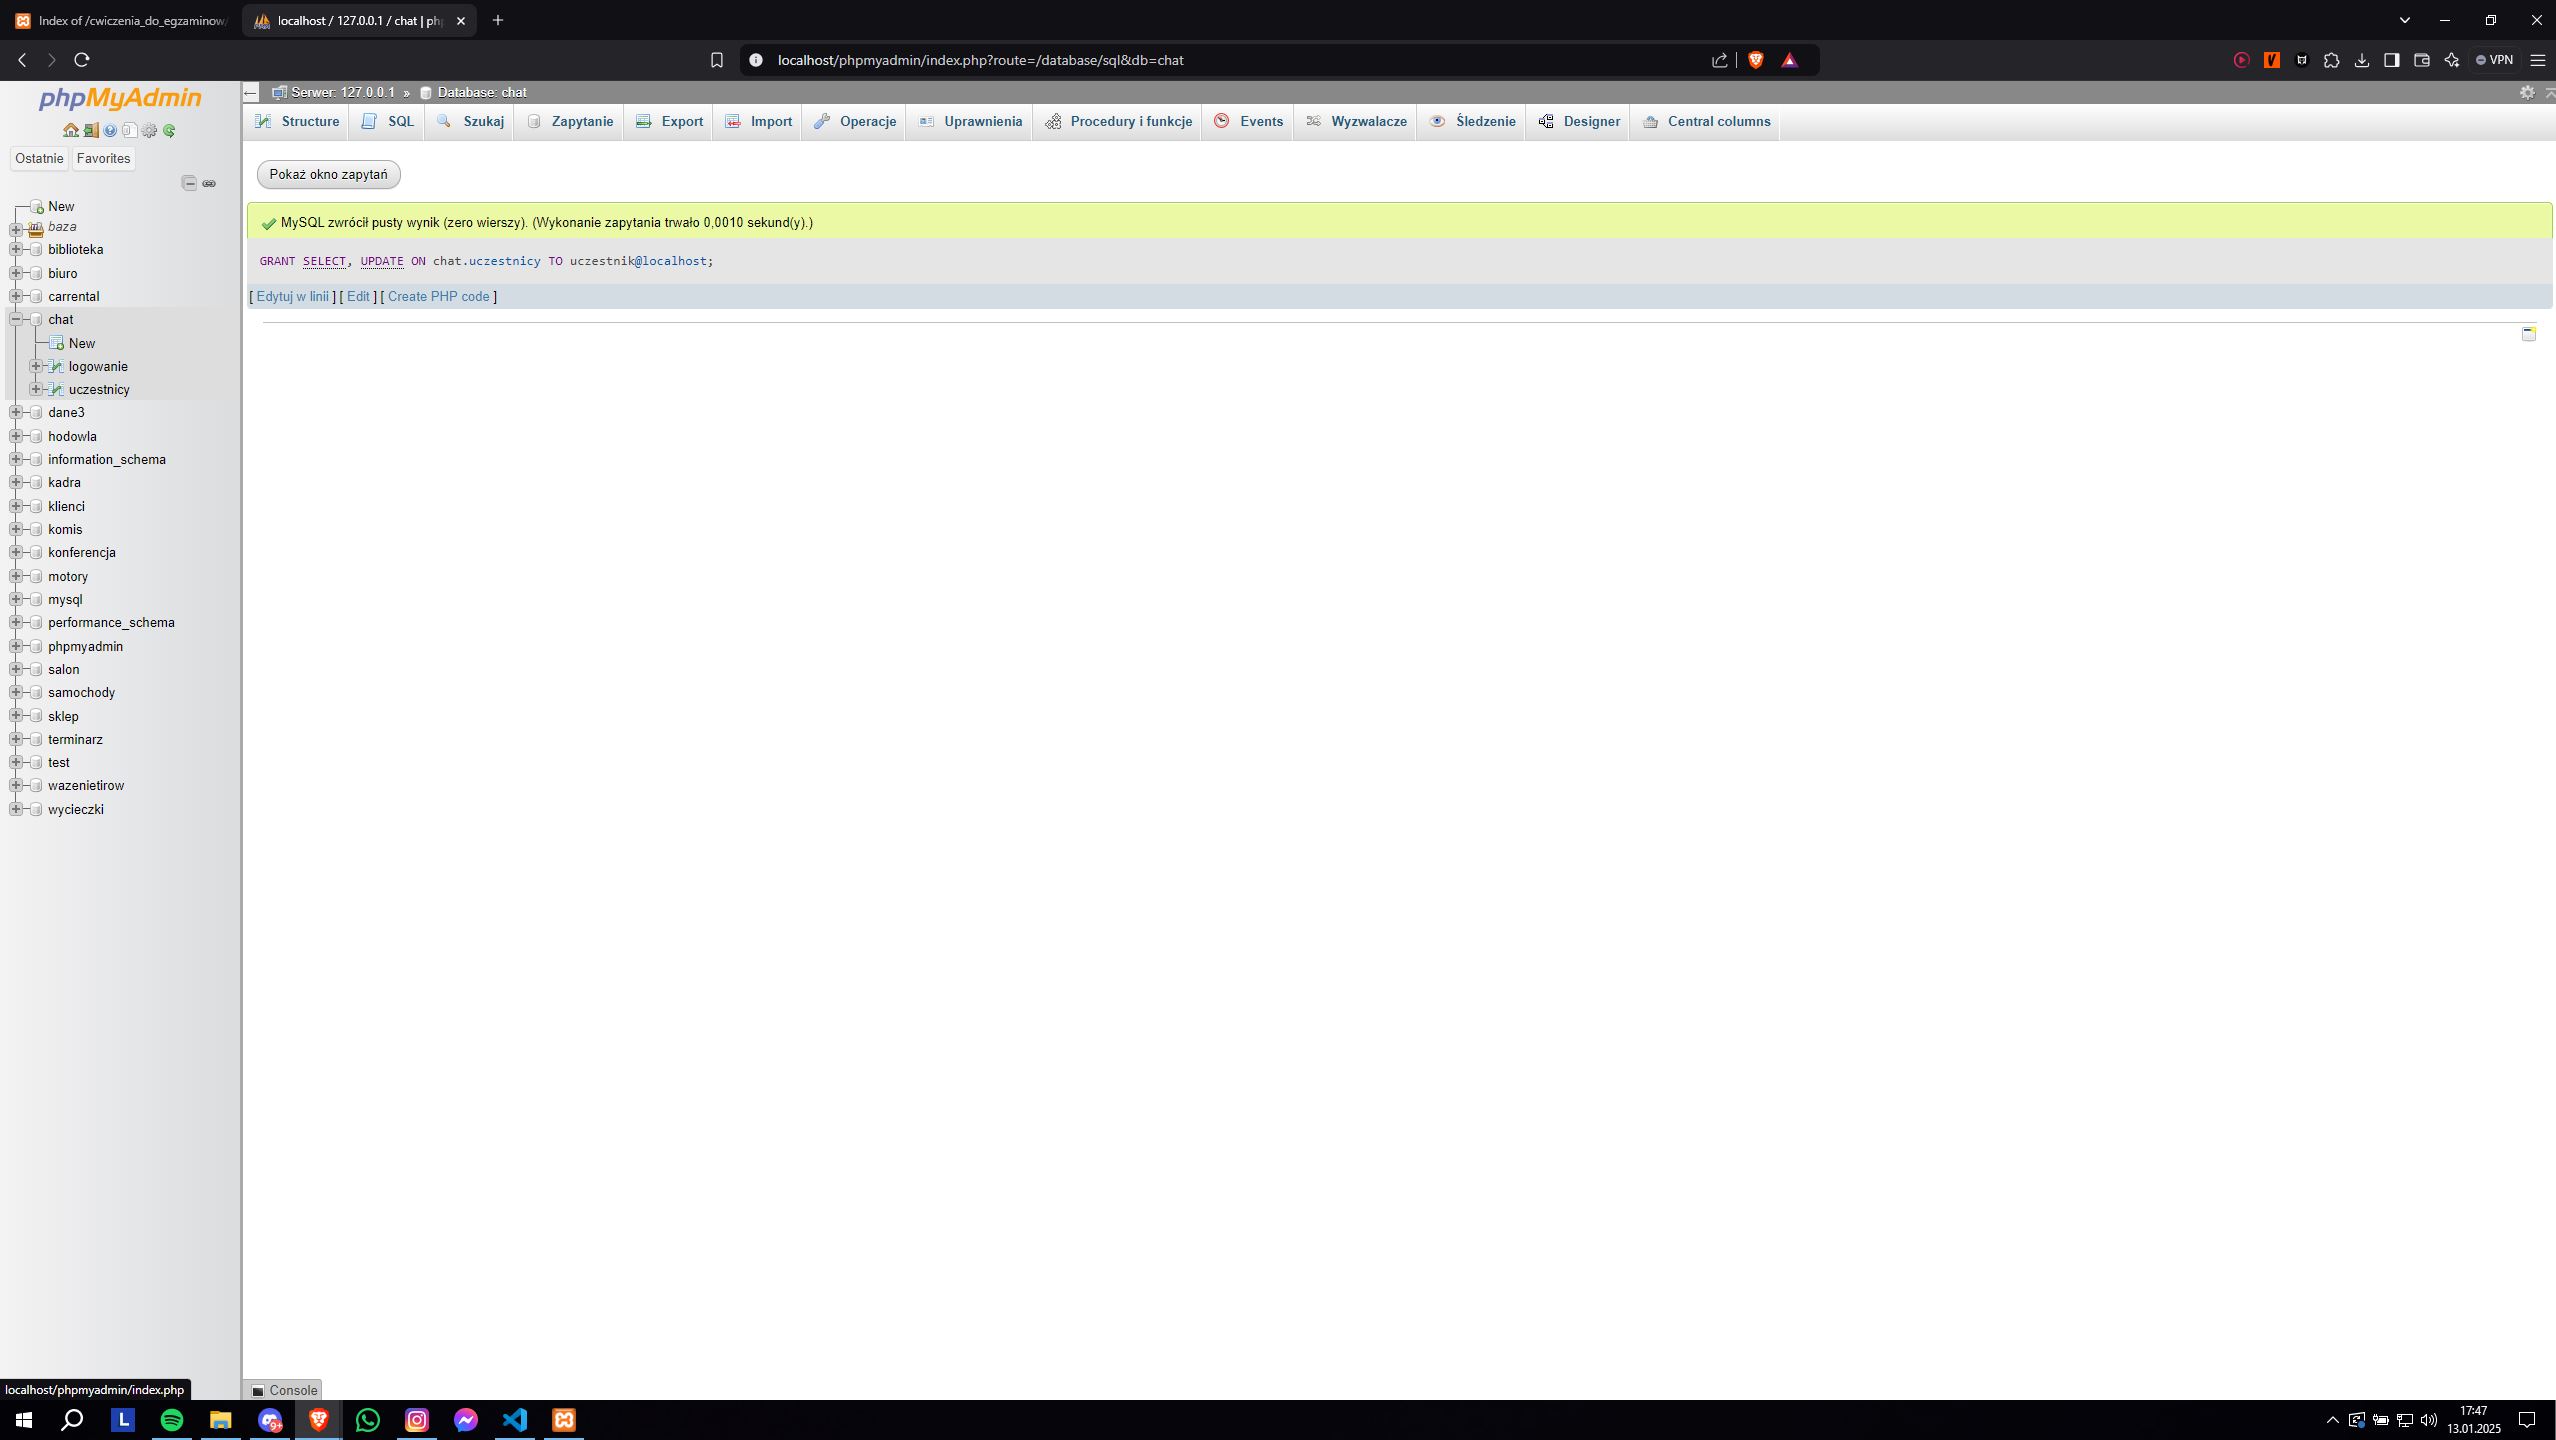 Index of /cwiczenia_do_egzaminow/
localhost / 127.0.0.1 / chat | ph
localhost/phpmyadmin/index.php?route=/database/sql&db=chat
VPN
phpMyAdmin
Ostatnie Favorites
New
baza
biblioteka
biuro
carrental
chat
New
logowanie
uczestnicy
dane3
hodowla
information_schema
kadra
klienci
komis
konferencja
motory
mysql
performance_schema
phpmyadmin
salon
samochody
sklep
terminarz
test
wazenietirow
wycieczki
Serwer: 127.0.0.1 » Database: chat
Structure SQL Szukaj Zapytanie Export Import Operacje Uprawnienia Procedury i funkcje Events Wyzwalacze Śledzenie Designer Central columns
Pokaż okno zapytań
MySQL zwrócił pusty wynik (zero wierszy). (Wykonanie zapytania trwało 0,0010 sekund(y).)
GRANT SELECT, UPDATE ON chat.uczestnicy TO uczestnik@localhost;
[ Edytuj w linii ] [ Edit ] [ Create PHP code ]
localhost/phpmyadmin/index.php
Console
L
9+
17:47
13.01.2025